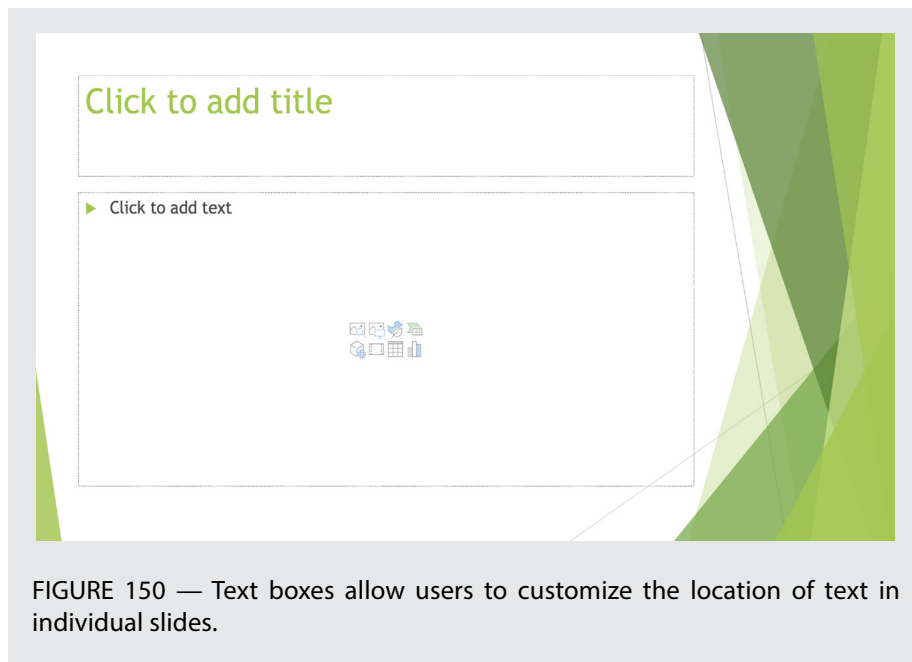 Click to add title
Click to add text
FIGURE 150 — Text boxes allow users to customize the location of text in
individual slides.